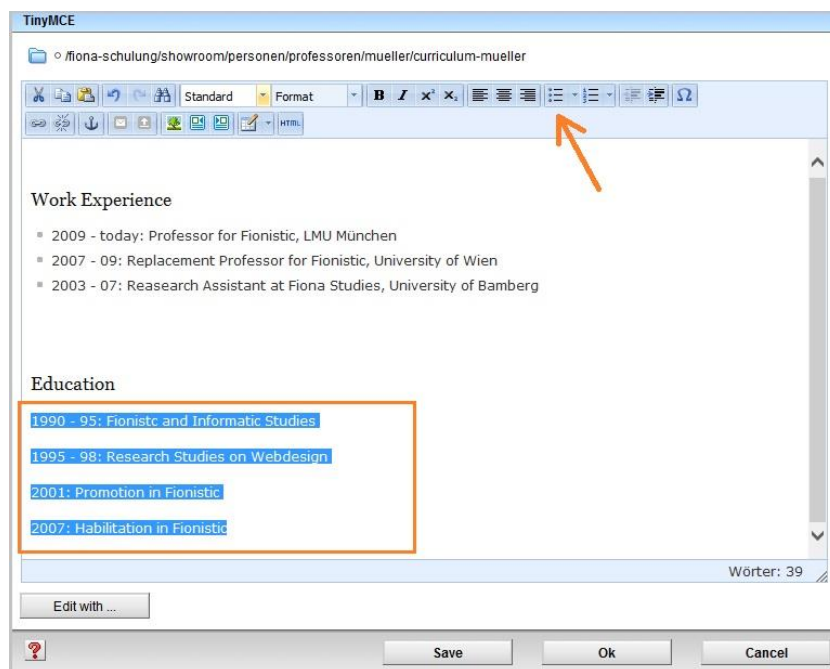 TinyMCE
/fiona-schulung/showroom/personen/professoren/mueller/curriculum-mueller
Standard Format B I x² x₂ Ω
HTML
Work Experience
2009 - today: Professor for Fionistic, LMU München
2007 - 09: Replacement Professor for Fionistic, University of Wien
2003 - 07: Reasearch Assistant at Fiona Studies, University of Bamberg
Education
1990 - 95: Fionistc and Informatic Studies
1995 - 98: Research Studies on Webdesign
2001: Promotion in Fionistic
2007: Habilitation in Fionistic
Wörter: 39
Edit with ...
? Save Ok Cancel